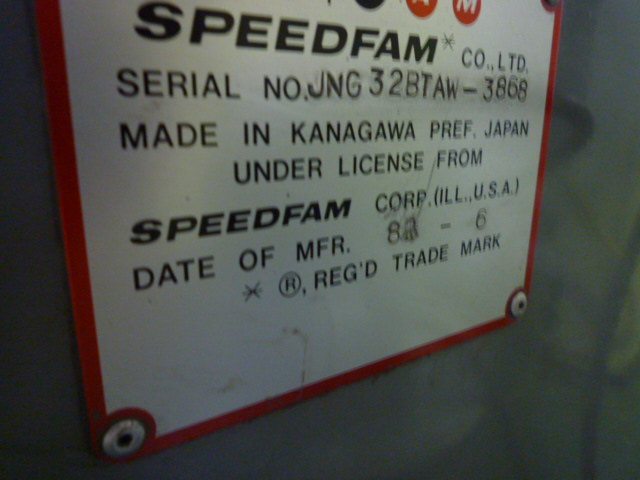 A M
SPEEDFAM* CO., LTD.
SERIAL NO. JNG 32BTAW-3868
MADE IN KANAGAWA PREF. JAPAN
UNDER LICENSE FROM
SPEEDFAM CORP. (ILL., U.S.A.)
DATE OF MFR. - 6
* ®, REG'D TRADE MARK